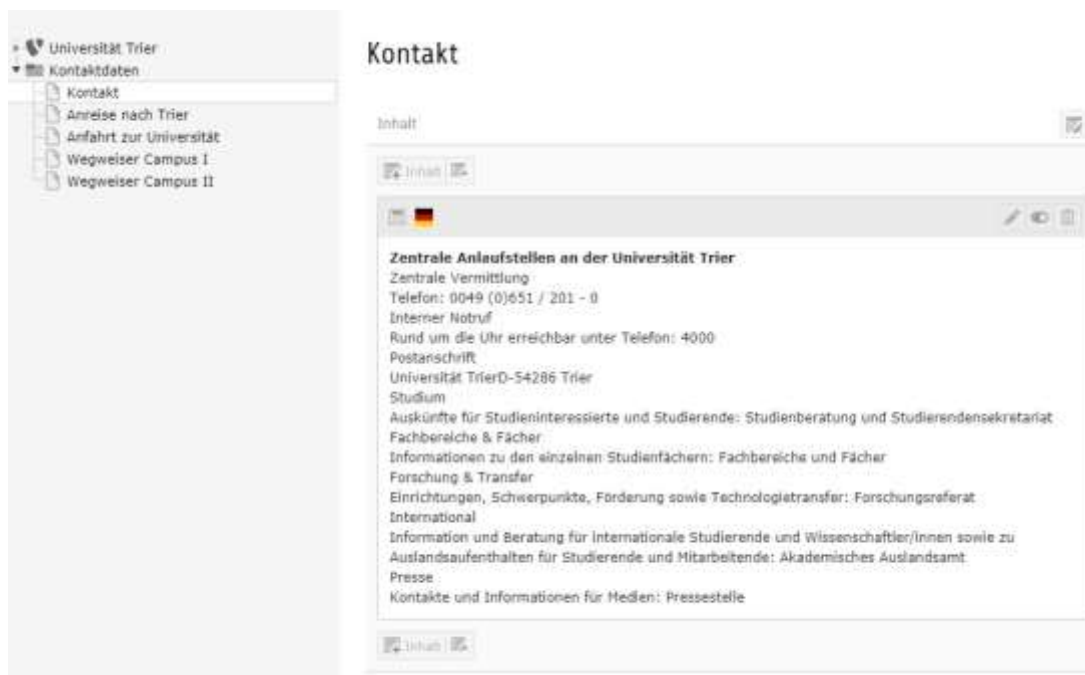 Universität Trier
Kontaktdaten
Kontakt
Anreise nach Trier
Anfahrt zur Universität
Wegweiser Campus I
Wegweiser Campus II
Kontakt
Inhalt
Inhalt
Zentrale Anlaufstellen an der Universität Trier
Zentrale Vermittlung
Telefon: 0049 (0)651 / 201 - 0
Interner Notruf
Rund um die Uhr erreichbar unter Telefon: 4000
Postanschrift
Universität TrierD-54286 Trier
Studium
Auskünfte für Studieninteressierte und Studierende: Studienberatung und Studierendensekretariat
Fachbereiche & Fächer
Informationen zu den einzelnen Studienfächern: Fachbereiche und Fächer
Forschung & Transfer
Einrichtungen, Schwerpunkte, Förderung sowie Technologietransfer: Forschungsreferat
International
Information und Beratung für internationale Studierende und Wissenschaftler/innen sowie zu
Auslandsaufenthalten für Studierende und Mitarbeitende: Akademisches Auslandsamt
Presse
Kontakte und Informationen für Medien: Pressestelle
Inhalt